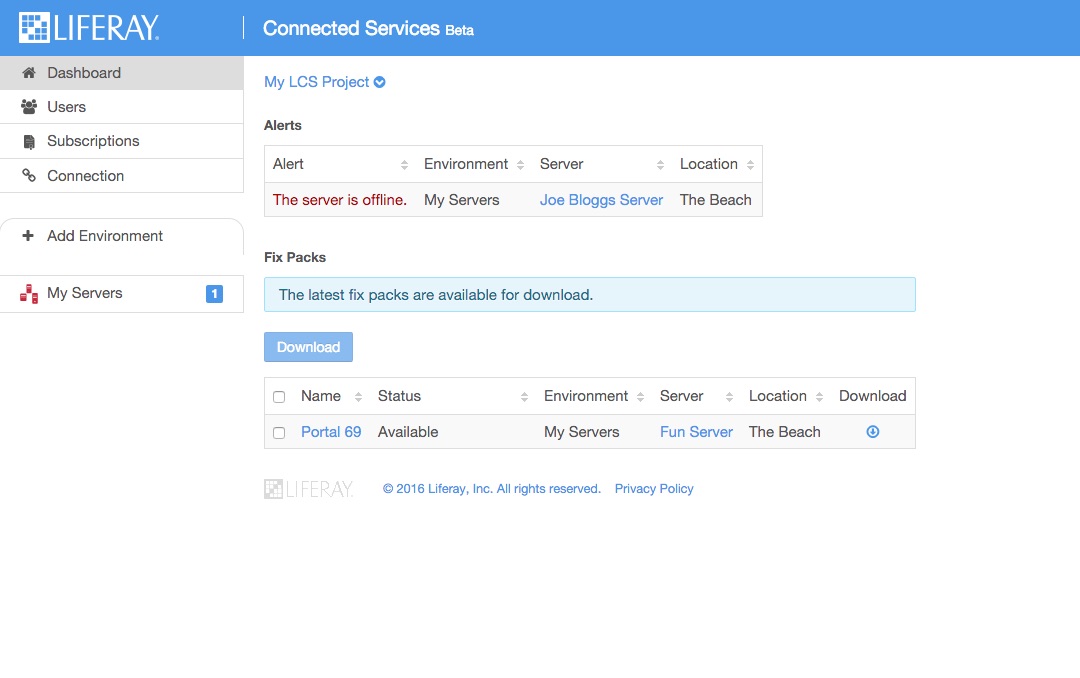 LIFERAY. Connected Services Beta
Dashboard
Users
Subscriptions
Connection
Add Environment
My Servers 1
My LCS Project
Alerts
Alert Environment Server Location
The server is offline. My Servers Joe Bloggs Server The Beach
Fix Packs
The latest fix packs are available for download.
Download
Name Status Environment Server Location Download
Portal 69 Available My Servers Fun Server The Beach
LIFERAY. © 2016 Liferay, Inc. All rights reserved. Privacy Policy